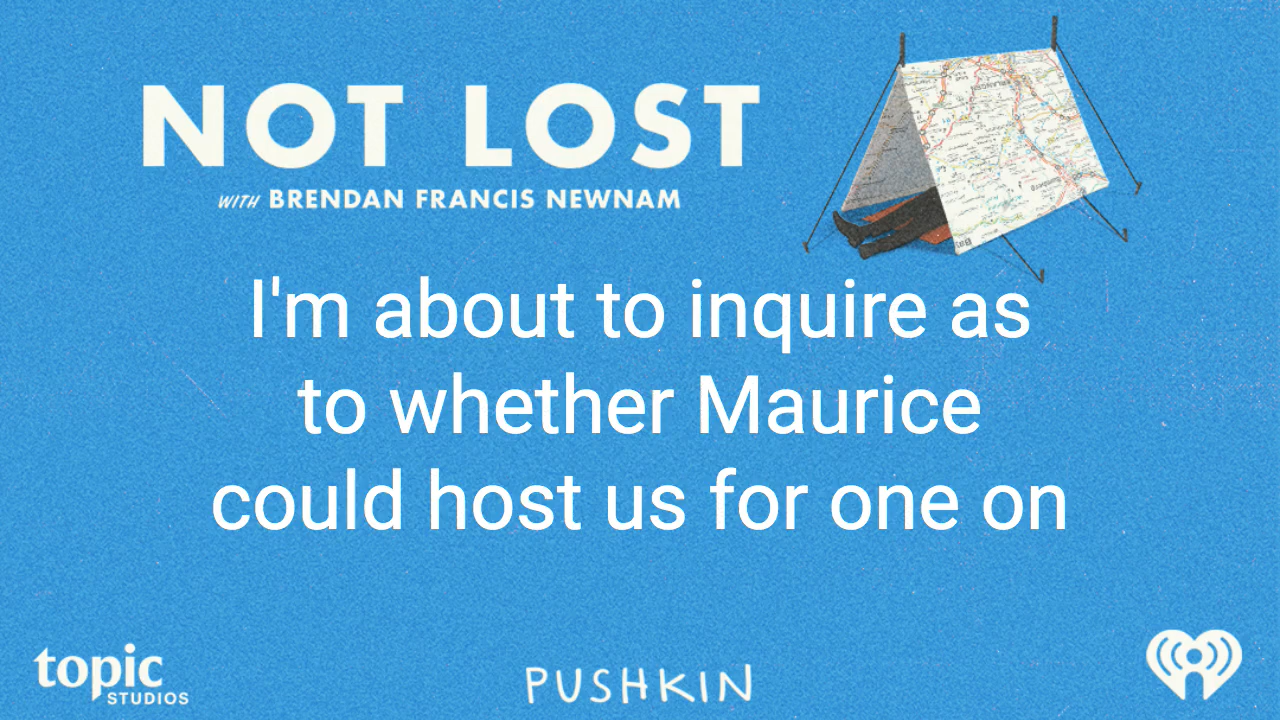 NOT LOST
WITH BRENDAN FRANCIS NEWNAM
I'm about to inquire as
to whether Maurice
could host us for one on
topic
STUDIOS
PUSHKIN